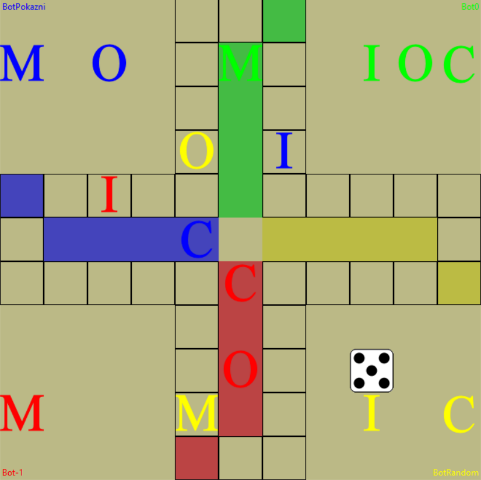 BotPokazni Bot0
M O M I O C
O I
I
C
C
O
M M I C
Bot-1 BotRandom